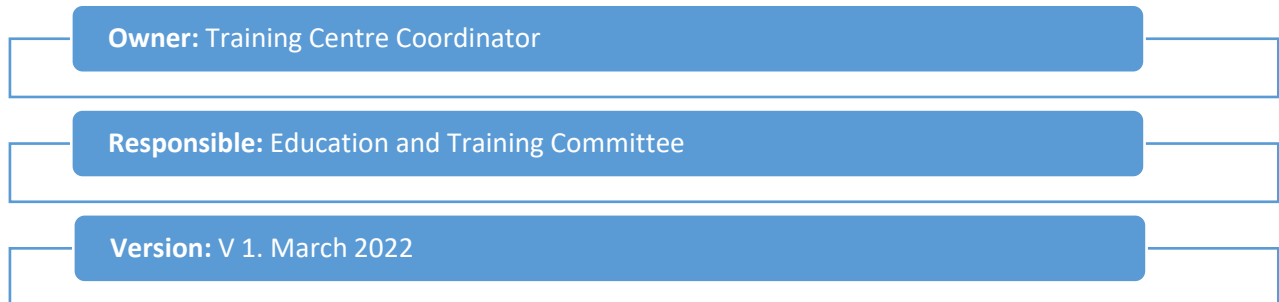 Owner: Training Centre Coordinator
Responsible: Education and Training Committee
Version: V 1. March 2022